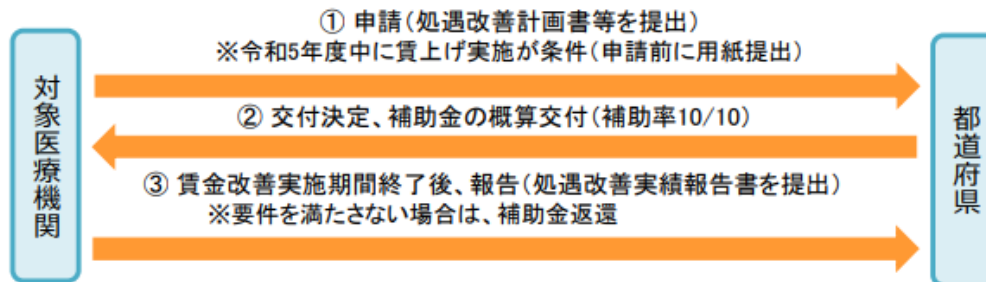 ① 申請(処遇改善計画書等を提出)
※令和5年度中に賃上げ実施が条件(申請前に用紙提出)
対象医療機関
② 交付決定、補助金の概算交付(補助率10/10)
都道府県
③ 賃金改善実施期間終了後、報告(処遇改善実績報告書を提出)
※要件を満たさない場合は、補助金返還